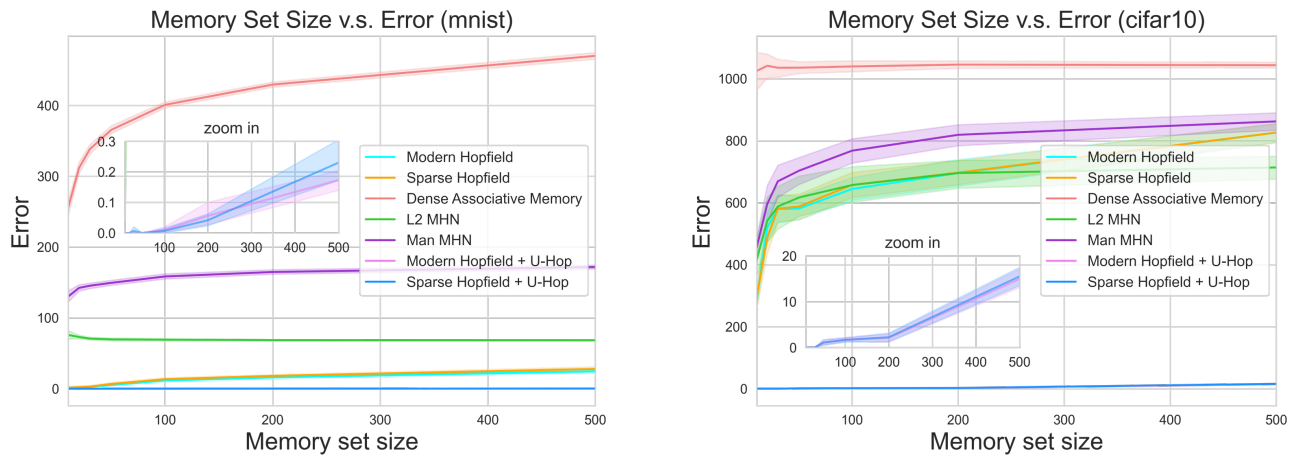 Memory Set Size v.s. Error (mnist)
Error
400
300
200
100
0
zoom in
0.3
0.2
0.1
0.0
100 200 300 400 500
Modern Hopfield
Sparse Hopfield
Dense Associative Memory
L2 MHN
Man MHN
Modern Hopfield + U-Hop
Sparse Hopfield + U-Hop
100 200 300 400 500
Memory set size
Memory Set Size v.s. Error (cifar10)
Error
1000
800
600
400
200
0
zoom in
20
10
0
100 200 300 400 500
Modern Hopfield
Sparse Hopfield
Dense Associative Memory
L2 MHN
Man MHN
Modern Hopfield + U-Hop
Sparse Hopfield + U-Hop
100 200 300 400 500
Memory set size